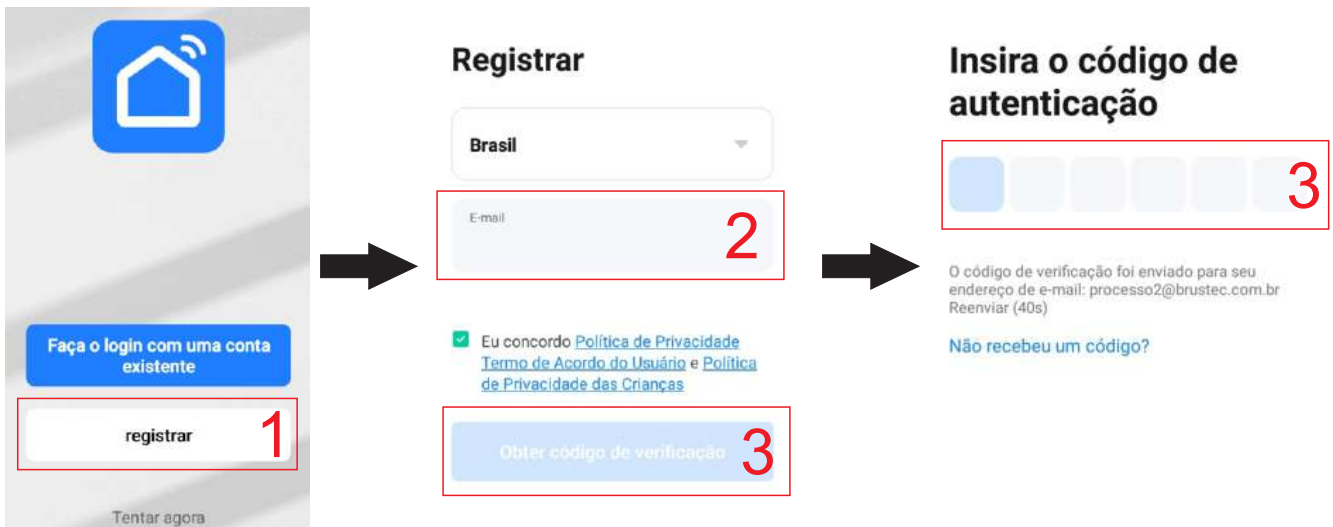 Faça o login com uma conta
existente
registrar
1
Tentar agora
Registrar
Brasil
E-mail
2
Eu concordo Política de Privacidade
Termo de Acordo do Usuário e Política
de Privacidade das Crianças
Obter código de verificação
3
Insira o código de
autenticação
3
O código de verificação foi enviado para seu
endereço de e-mail: processo2@brustec.com.br
Reenviar (40s)
Não recebeu um código?